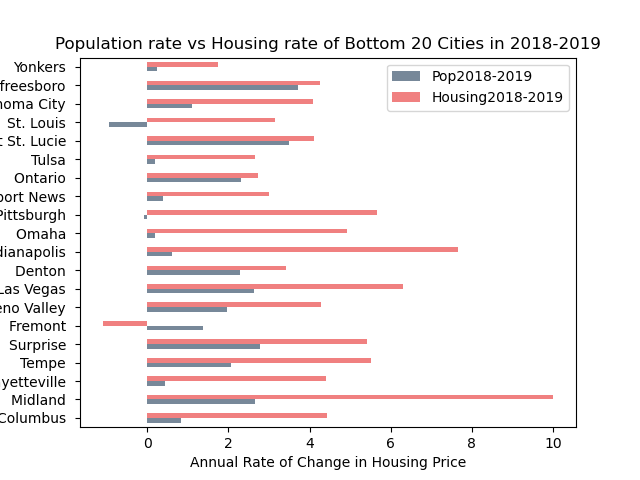 Population rate vs Housing rate of Bottom 20 Cities in 2018-2019
Pop2018-2019
Housing2018-2019
Yonkers
freesboro
homa City
St. Louis
t St. Lucie
Tulsa
Ontario
port News
Pittsburgh
Omaha
dianapolis
Denton
Las Vegas
eno Valley
Fremont
Surprise
Tempe
yetteville
Midland
Columbus
0 2 4 6 8 10
Annual Rate of Change in Housing Price